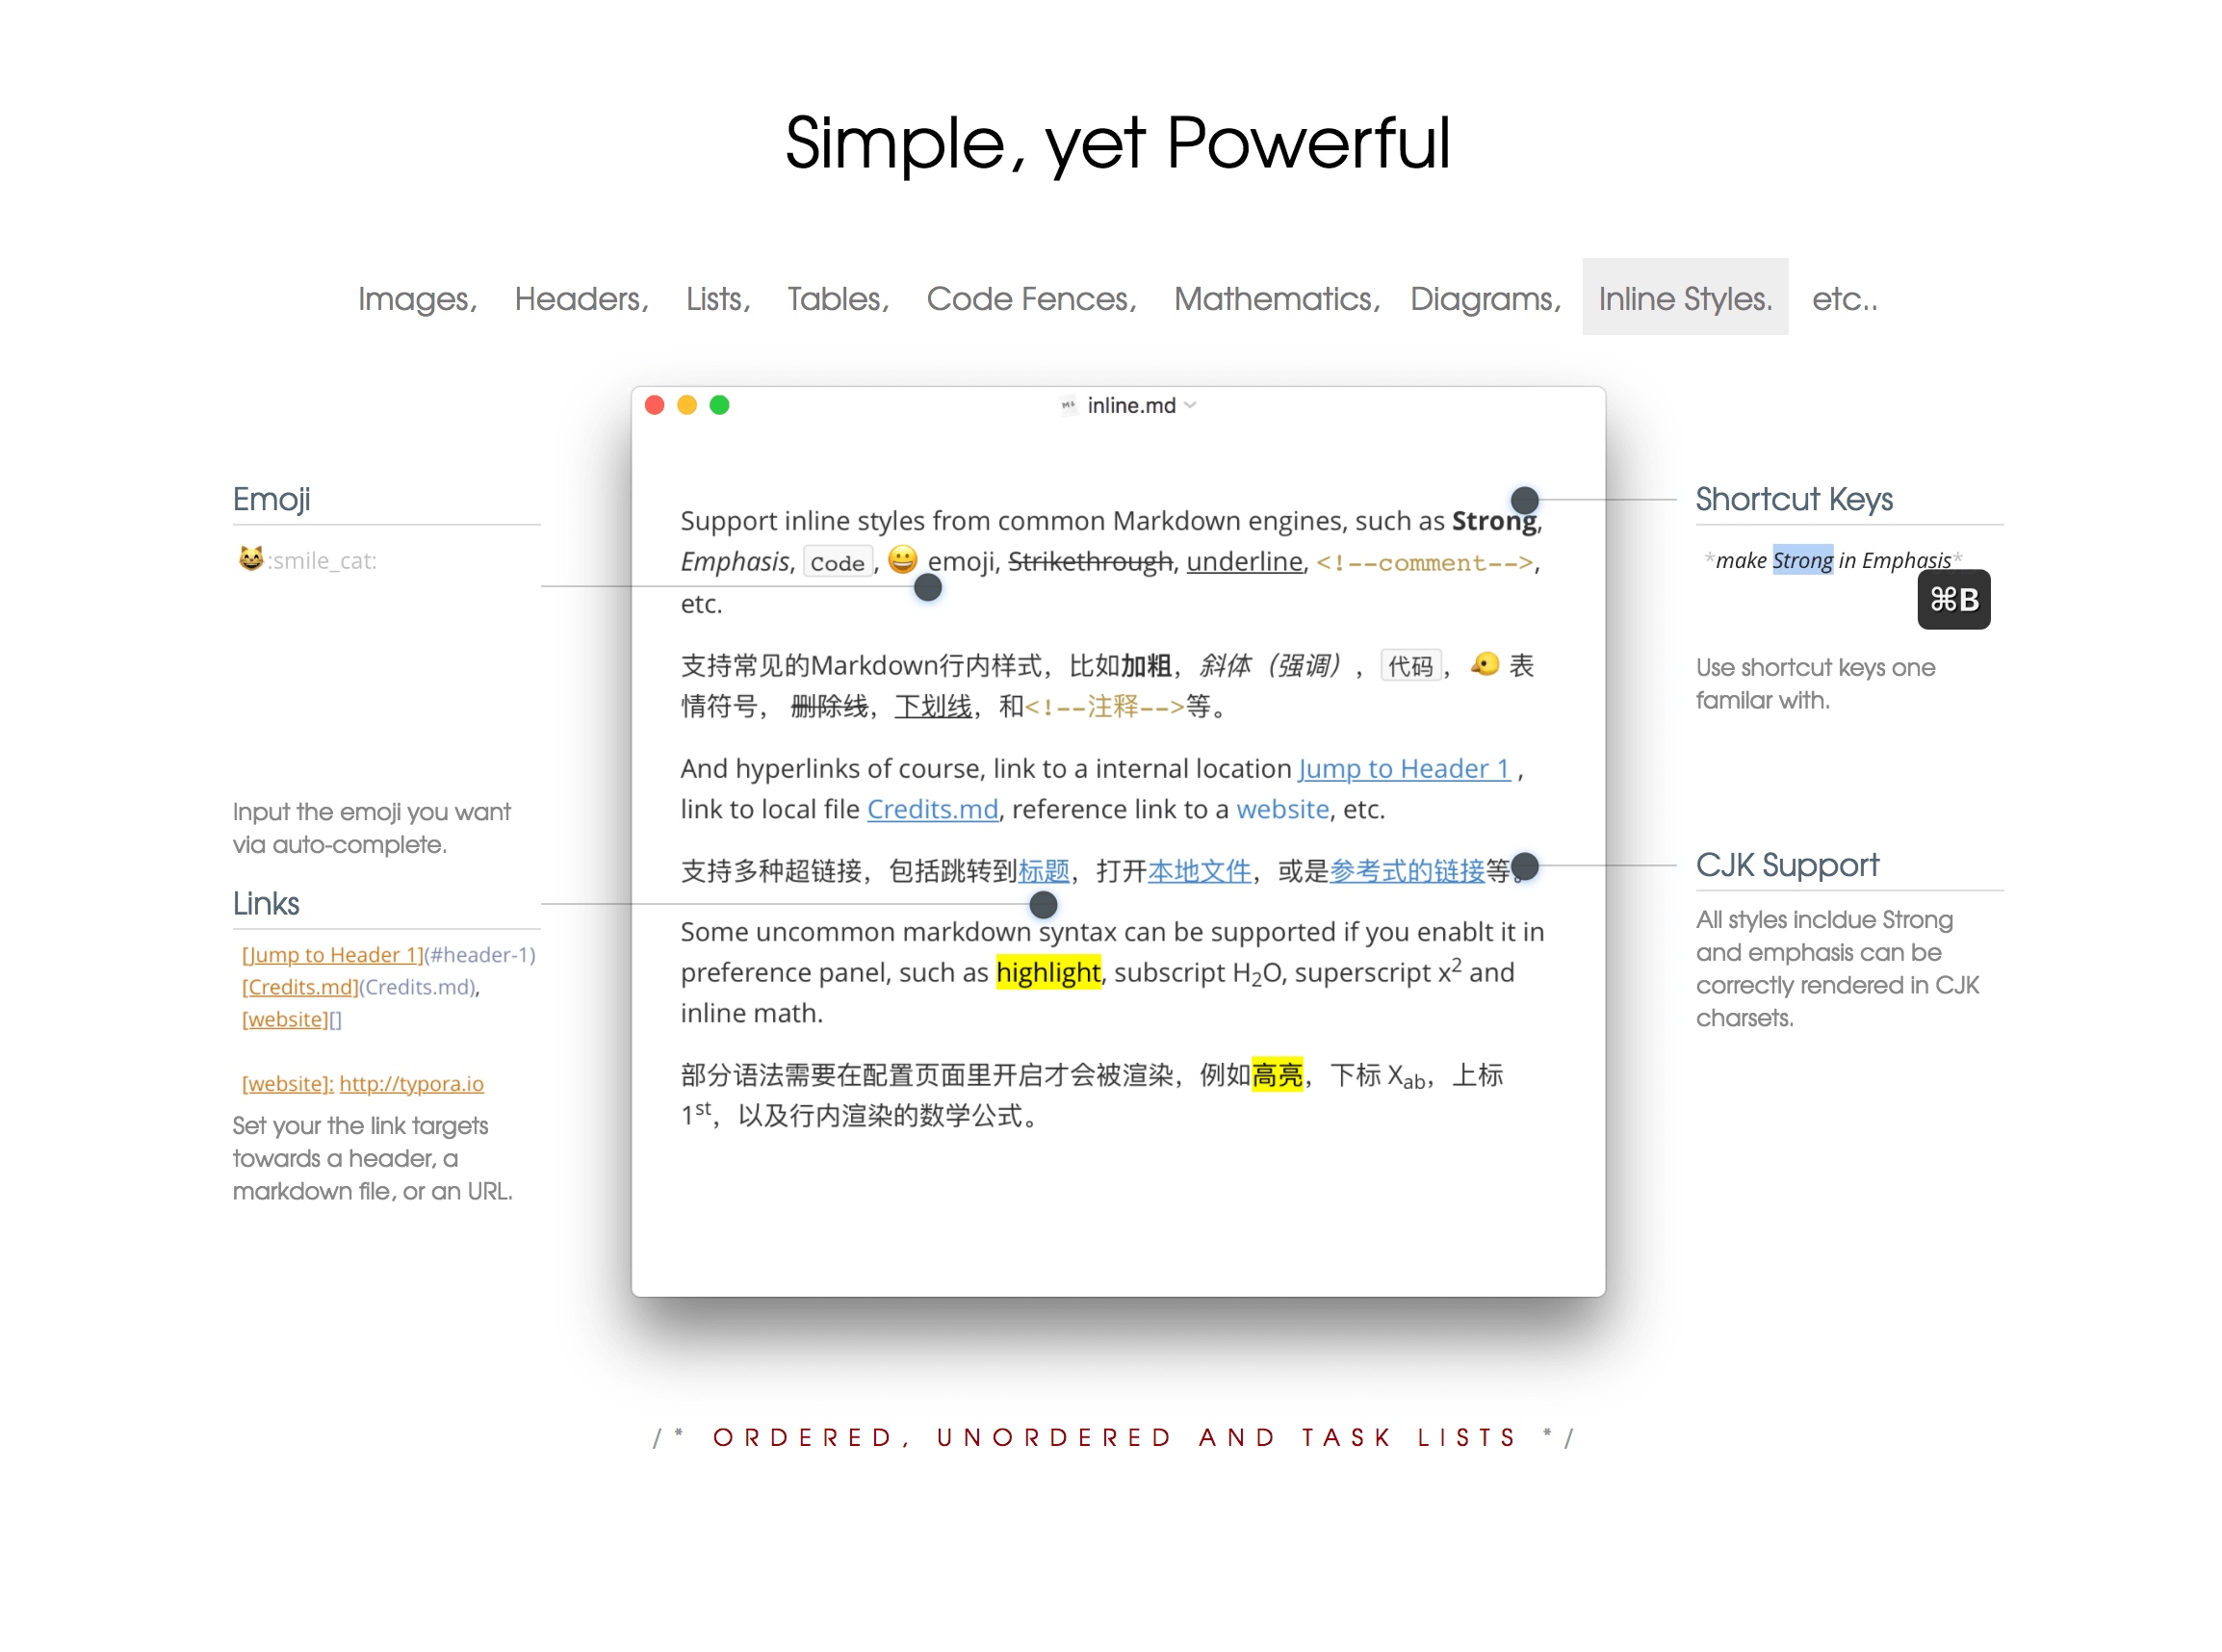 Simple, yet Powerful
Images, Headers, Lists, Tables, Code Fences, Mathematics, Diagrams, Inline Styles. etc..
inline.md
Emoji
😸:smile_cat:
Input the emoji you want
via auto-complete.
Links
[Jump to Header 1](#header-1)
[Credits.md](Credits.md),
[website][]
[website]: http://typora.io
Set your the link targets
towards a header, a
markdown file, or an URL.
Support inline styles from common Markdown engines, such as Strong,
Emphasis, Code, 😀 emoji, Strikethrough, underline, <!--comment-->,
etc.
支持常见的Markdown行内样式，比如加粗，斜体（强调），代码，🐤 表
情符号， 删除线，下划线，和<!--注释-->等。
And hyperlinks of course, link to a internal location Jump to Header 1 ,
link to local file Credits.md, reference link to a website, etc.
支持多种超链接，包括跳转到标题，打开本地文件，或是参考式的链接等。
Some uncommon markdown syntax can be supported if you enablt it in
preference panel, such as highlight, subscript H₂O, superscript x² and
inline math.
部分语法需要在配置页面里开启才会被渲染，例如高亮，下标 Xab，上标
1st，以及行内渲染的数学公式。
Shortcut Keys
*make Strong in Emphasis*
⌘B
Use shortcut keys one
familar with.
CJK Support
All styles incldue Strong
and emphasis can be
correctly rendered in CJK
charsets.
/* ORDERED, UNORDERED AND TASK LISTS */